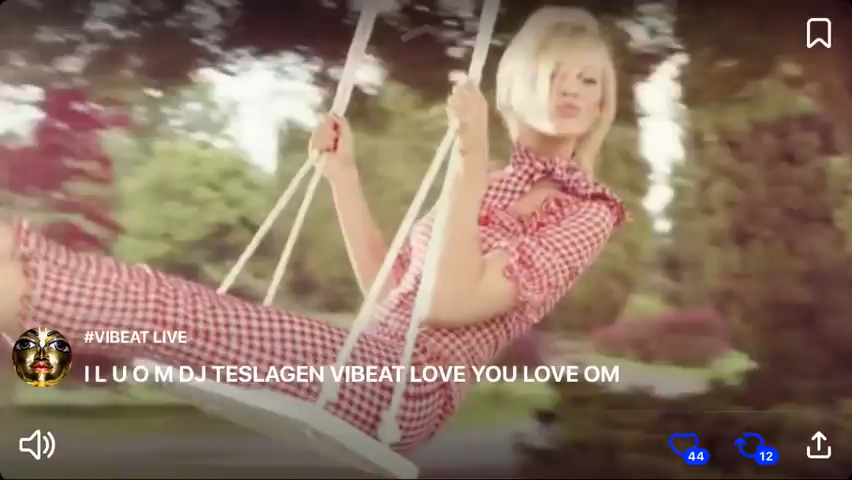 #VIBEAT LIVE
I L U O M DJ TESLAGEN VIBEAT LOVE YOU LOVE OM
44
12